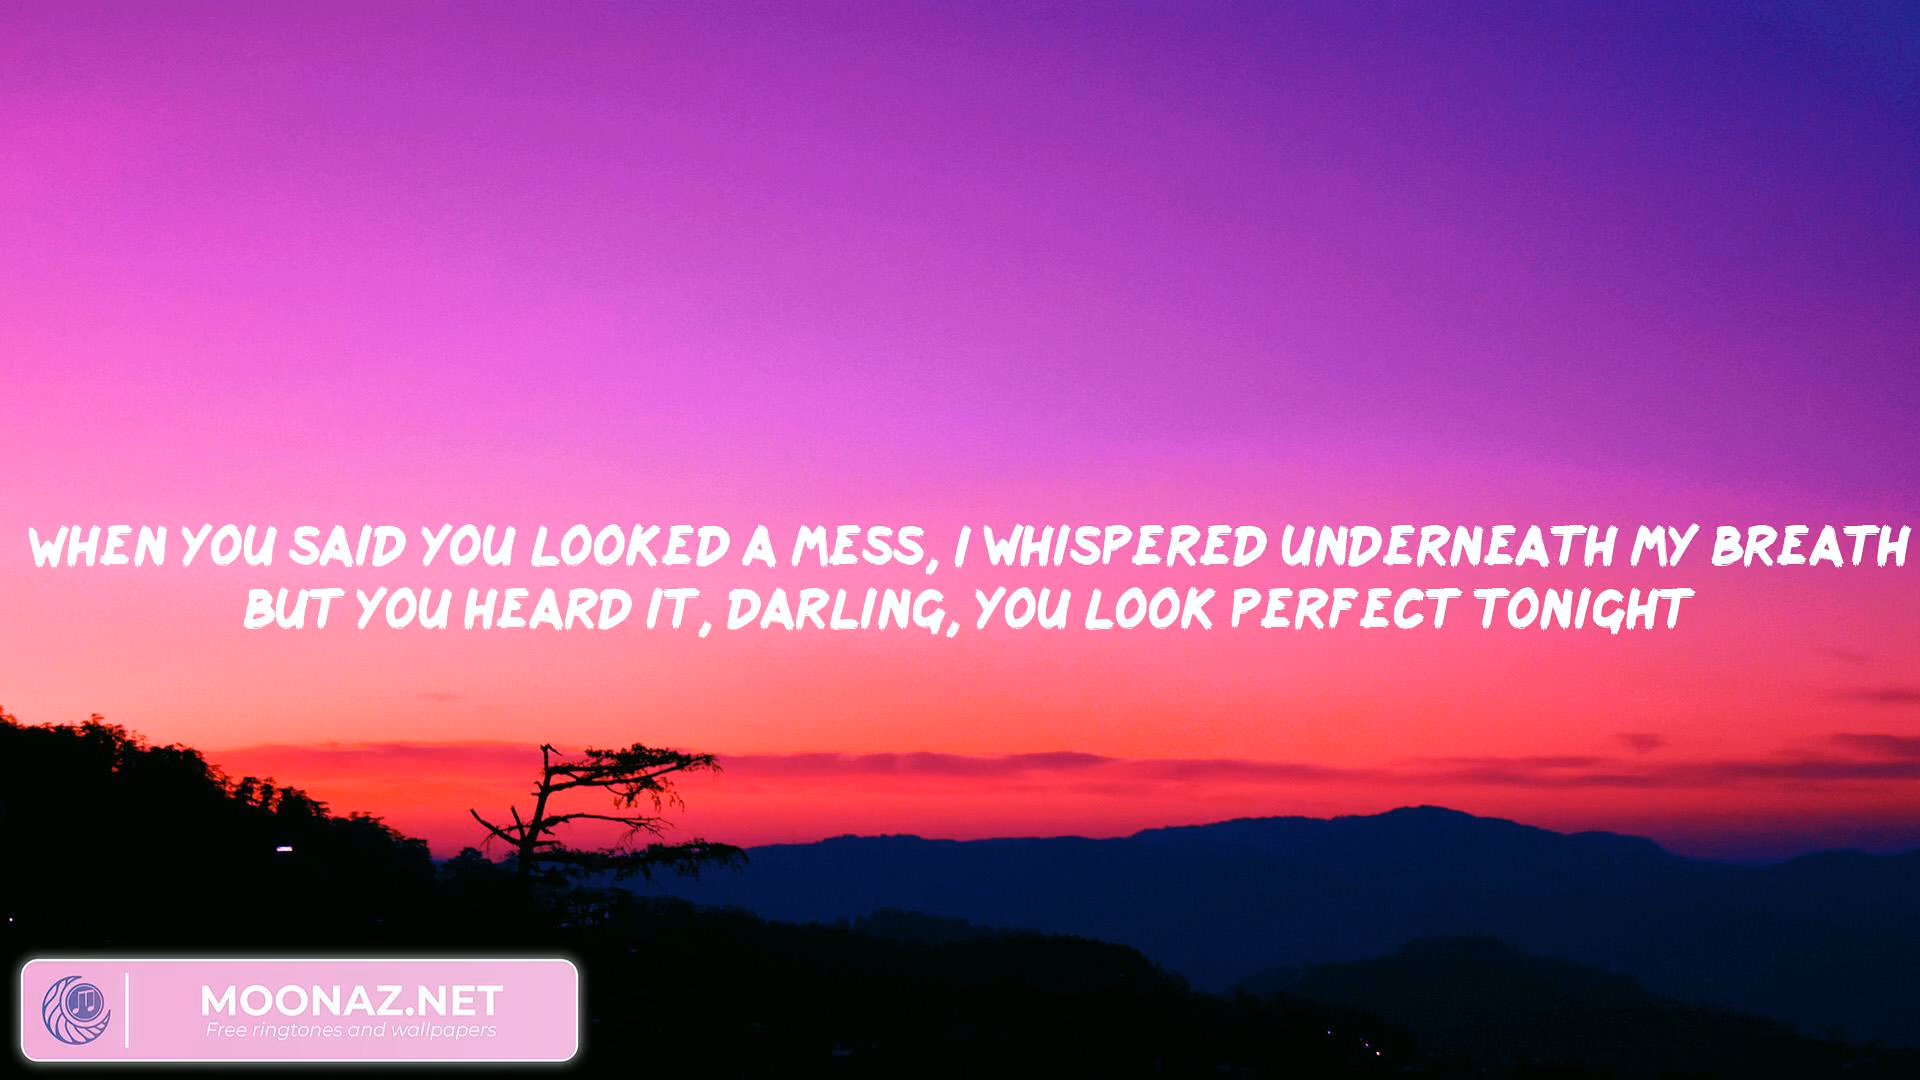 WHEN YOU SAID YOU LOOKED A MESS, I WHISPERED UNDERNEATH MY BREATH
BUT YOU HEARD IT, DARLING, YOU LOOK PERFECT TONIGHT
MOONAZ.NET
Free ringtones and wallpapers